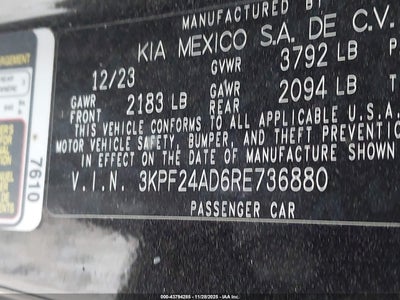 MANUFACTURED BY
KIA MEXICO S.A. DE C.V.
12/23 GVWR 3792 LB
GAWR FRONT 2183 LB GAWR REAR 2094 LB
THIS VEHICLE CONFORMS TO ALL APPLICABLE U.S.A.
MOTOR VEHICLE SAFETY, BUMPER, AND THEFT PREVENTIO
IN EFFECT ON THE DATE OF MANUFACTURE SHOWN
V.I.N. 3KPF24AD6RE736880
PASSENGER CAR
7610
©000-43794285 - 11/28/2025 - IAA, Inc.